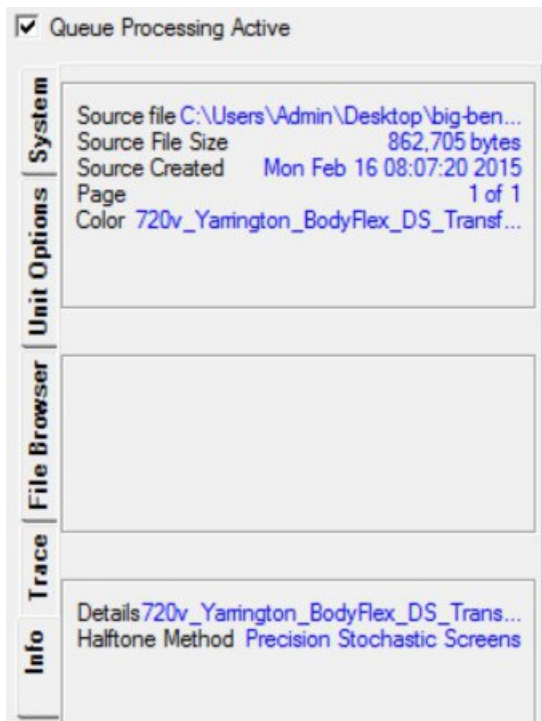 Queue Processing Active
System
Unit Options
File Browser
Trace
Info
Source file C:\Users\Admin\Desktop\big-ben...
Source File Size 862,705 bytes
Source Created Mon Feb 16 08:07:20 2015
Page 1 of 1
Color 720v_Yarrington_BodyFlex_DS_Transf...
Details 720v_Yarrington_BodyFlex_DS_Trans...
Halftone Method Precision Stochastic Screens